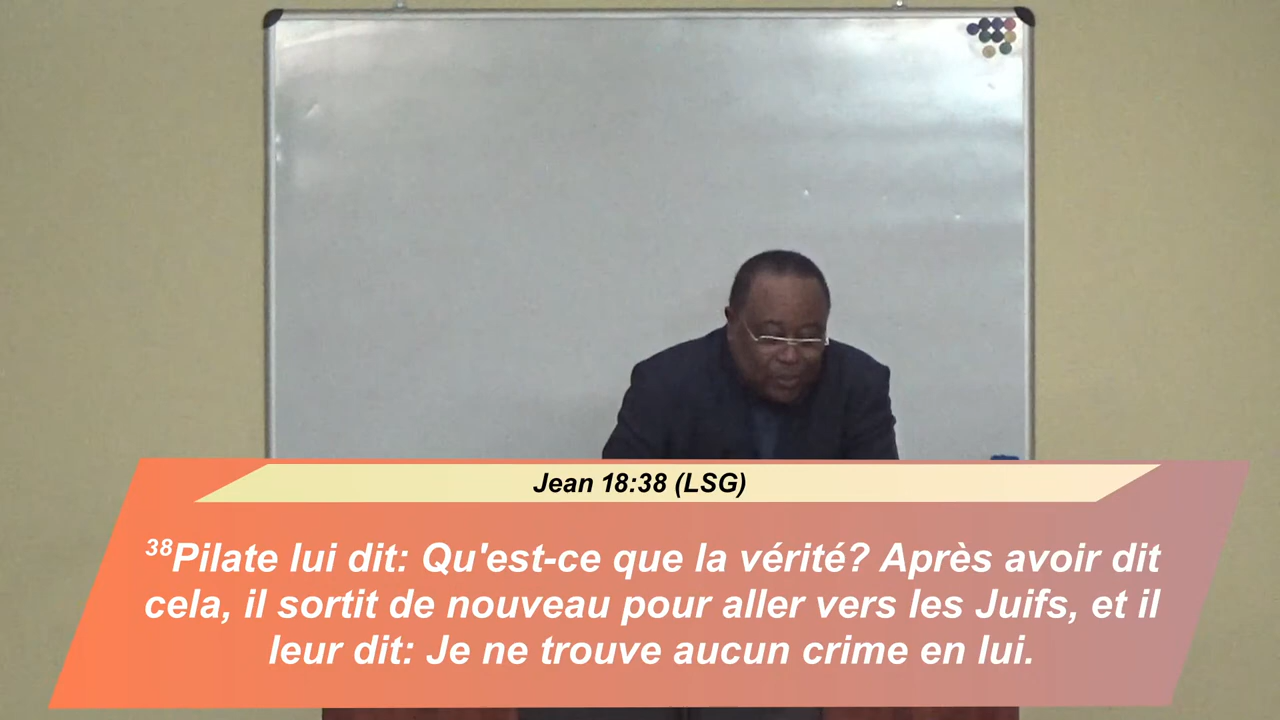 Jean 18:38 (LSG)
38Pilate lui dit: Qu'est-ce que la vérité? Après avoir dit
cela, il sortit de nouveau pour aller vers les Juifs, et il
leur dit: Je ne trouve aucun crime en lui.